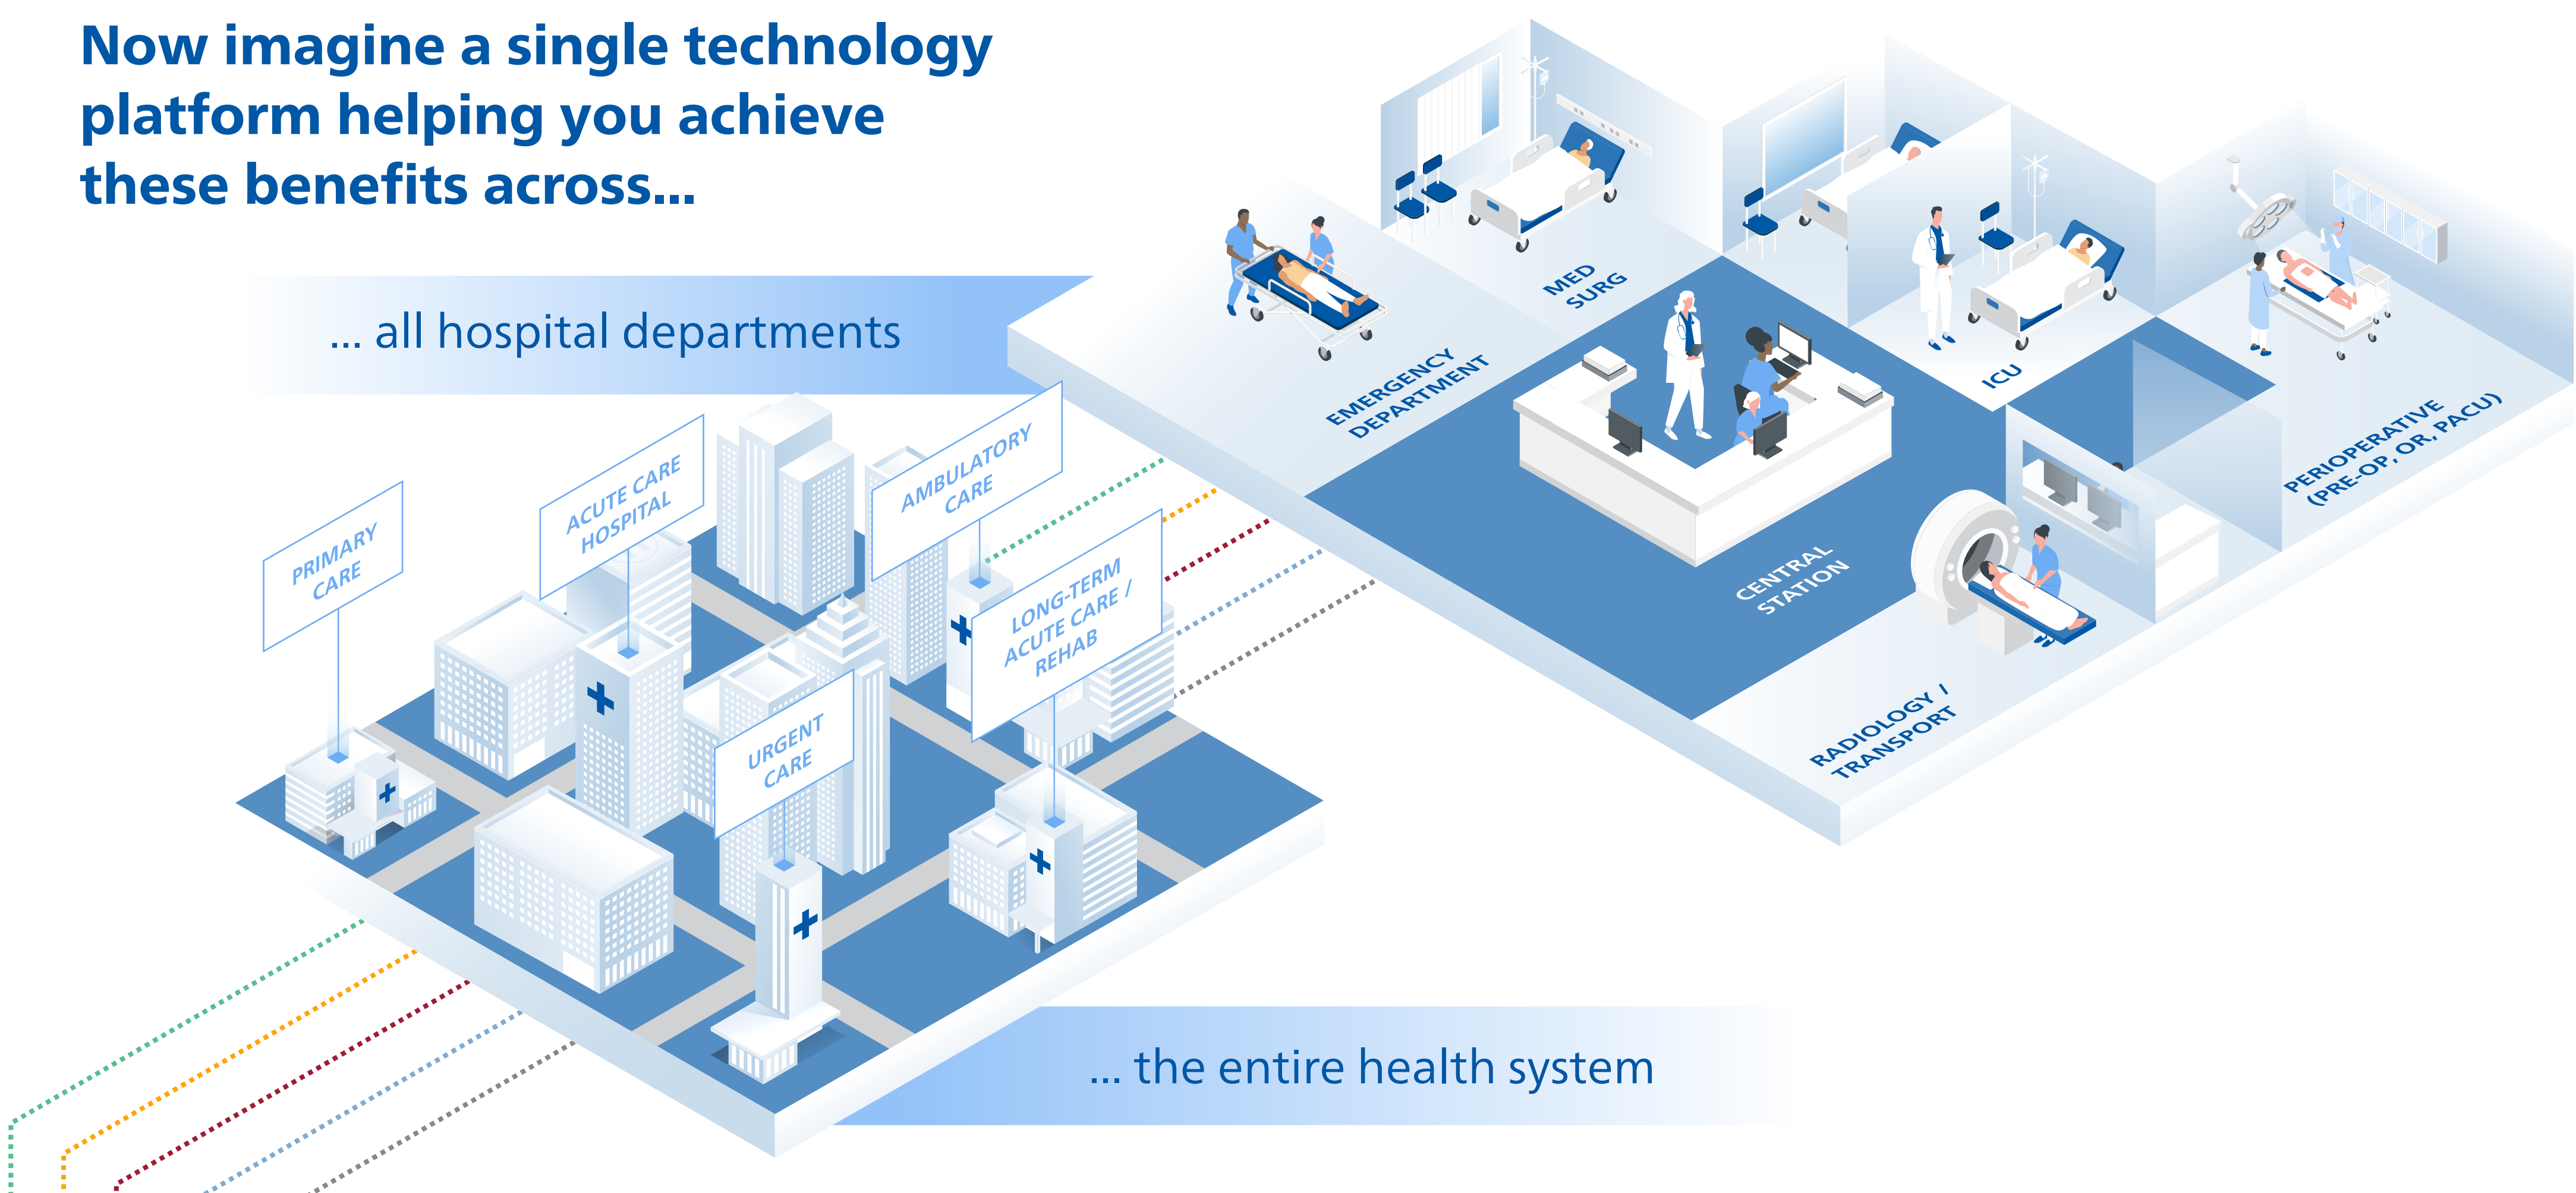 Now imagine a single technology
platform helping you achieve
these benefits across...
... all hospital departments
MED
SURG
EMERGENCY
DEPARTMENT
ICU
PERIOPERATIVE
(PRE-OP, OR, PACU)
CENTRAL
STATION
RADIOLOGY /
TRANSPORT
PRIMARY
CARE
ACUTE CARE
HOSPITAL
AMBULATORY
CARE
LONG-TERM
ACUTE CARE /
REHAB
URGENT
CARE
... the entire health system